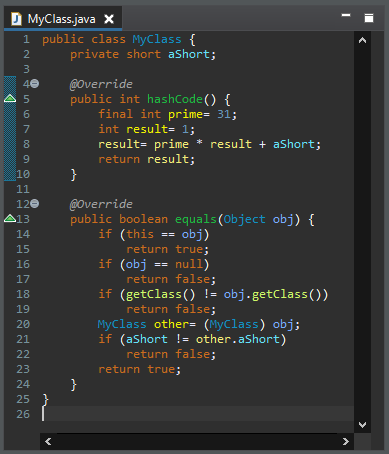 MyClass.java
1 public class MyClass {
2     private short aShort;
3
4     @Override
5     public int hashCode() {
6         final int prime= 31;
7         int result= 1;
8         result= prime * result + aShort;
9         return result;
10     }
11
12     @Override
13     public boolean equals(Object obj) {
14         if (this == obj)
15             return true;
16         if (obj == null)
17             return false;
18         if (getClass() != obj.getClass())
19             return false;
20         MyClass other= (MyClass) obj;
21         if (aShort != other.aShort)
22             return false;
23         return true;
24     }
25 }
26